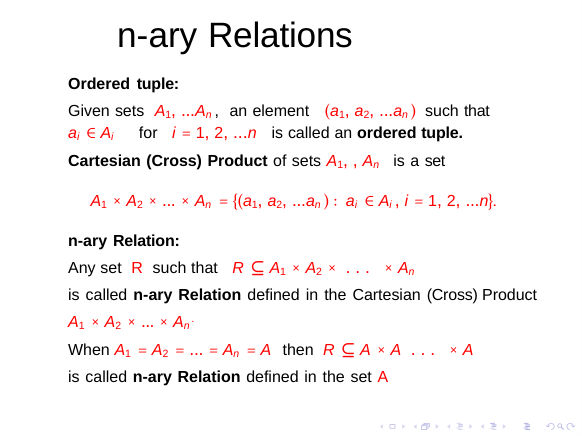 n-ary Relations
Ordered tuple:
Given sets A₁, ...Aₙ, an element (a₁, a₂, ...aₙ) such that
aᵢ ∈ Aᵢ for i = 1, 2, ...n is called an ordered tuple.
Cartesian (Cross) Product of sets A₁, , Aₙ is a set
A₁ × A₂ × ... × Aₙ = {(a₁, a₂, ...aₙ) : aᵢ ∈ Aᵢ, i = 1, 2, ...n}.
n-ary Relation:
Any set R such that R ⊆ A₁ × A₂ × . . . × Aₙ
is called n-ary Relation defined in the Cartesian (Cross) Product
A₁ × A₂ × ... × Aₙ.
When A₁ = A₂ = ... = Aₙ = A then R ⊆ A × A . . . × A
is called n-ary Relation defined in the set A